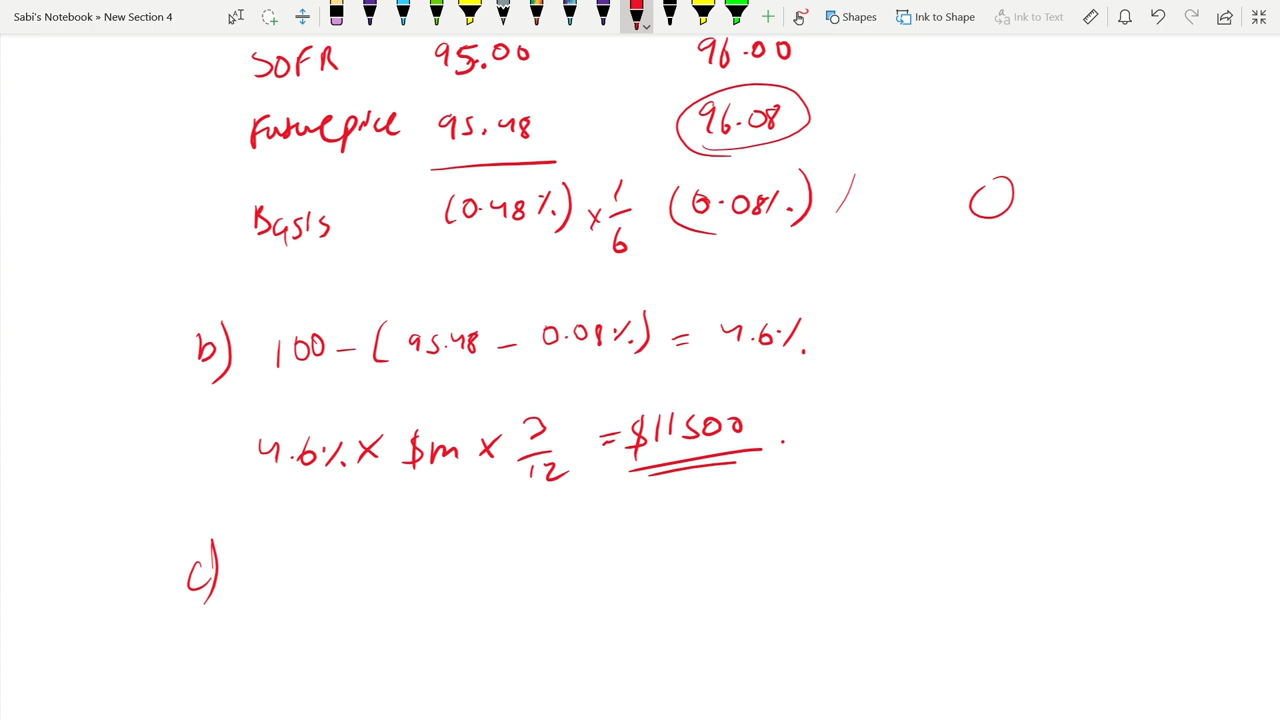 Sabi's Notebook » New Section 4
Shapes Ink to Shape Ink to Text
SOFR 95.00 96.00
Future price 95.48 96.08
Basis (0.48%) × 1/6 (0.08%) /
b) 100 - [95.48 - 0.08%) = 4.6%
4.6% × $m × 3/12 = $11500
c)